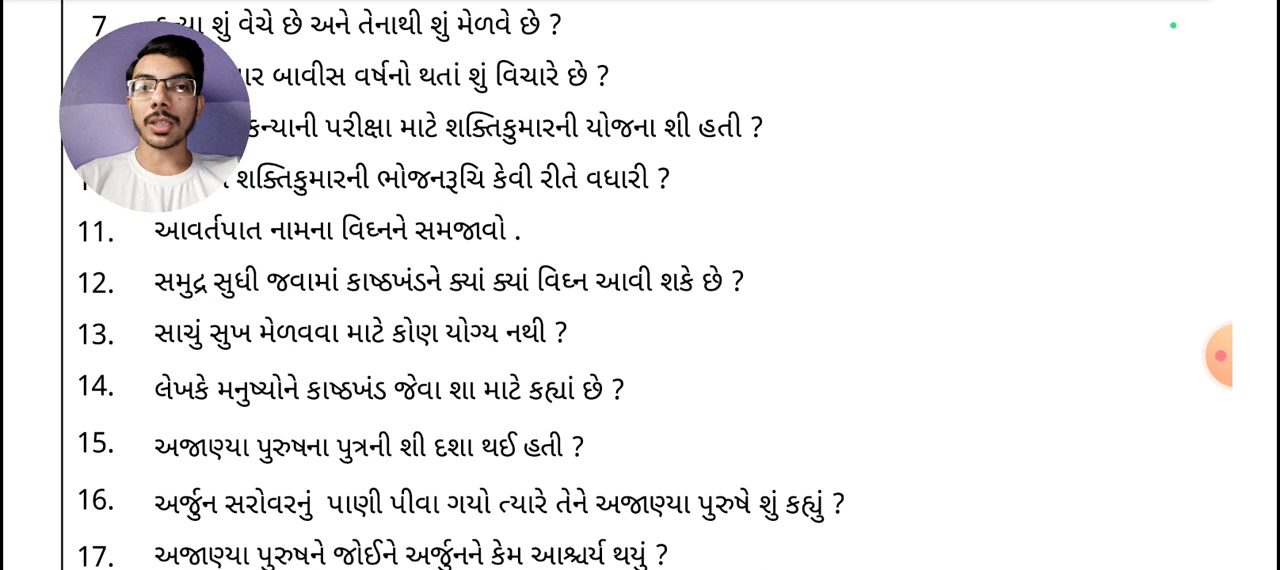 7 શું વેચે છે અને તેનાથી શું મેળવે છે ?
બાવીસ વર્ષનો થતાં શું વિચારે છે ?
કન્યાની પરીક્ષા માટે શક્તિકુમારની યોજના શી હતી ?
શક્તિકુમારની ભોજનરૂચિ કેવી રીતે વધારી ?
11. આવર્તપાત નામના વિઘ્નને સમજાવો .
12. સમુદ્ર સુધી જવામાં કાષ્ઠખંડને ક્યાં ક્યાં વિઘ્ન આવી શકે છે ?
13. સાચું સુખ મેળવવા માટે કોણ યોગ્ય નથી ?
14. લેખકે મનુષ્યોને કાષ્ઠખંડ જેવા શા માટે કહ્યાં છે ?
15. અજાણ્યા પુરુષના પુત્રની શી દશા થઈ હતી ?
16. અર્જુન સરોવરનું પાણી પીવા ગયો ત્યારે તેને અજાણ્યા પુરુષે શું કહ્યું ?
17. અજાણ્યા પુરુષને જોઈને અર્જુનને કેમ આશ્ચર્ય થયું ?